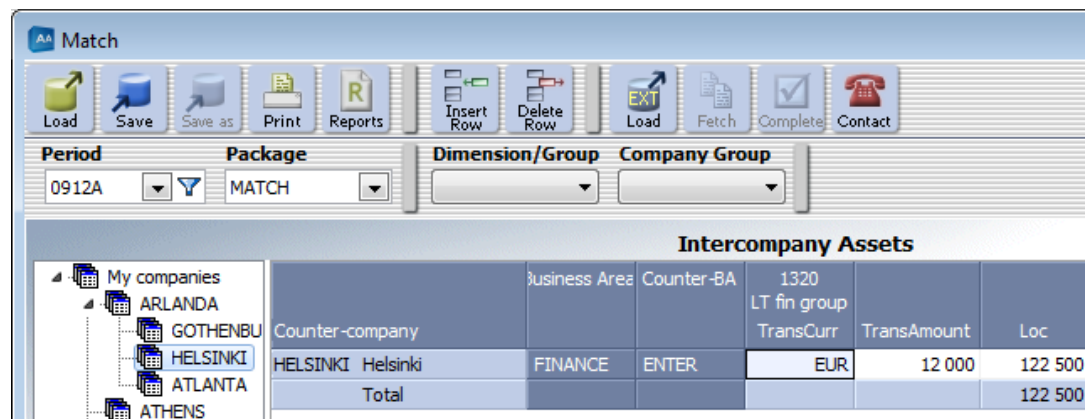 AA Match
Load Save Save as Print Reports Insert Row Delete Row EXT Load Fetch Complete Contact
Period Package Dimension/Group Company Group
0912A MATCH
Intercompany Assets
My companies
ARLANDA
GOTHENBU
HELSINKI
ATLANTA
ATHENS
Counter-company Business Area Counter-BA 1320 LT fin group TransCurr TransAmount Loc
HELSINKI Helsinki FINANCE ENTER EUR 12 000 122 500
Total 122 500